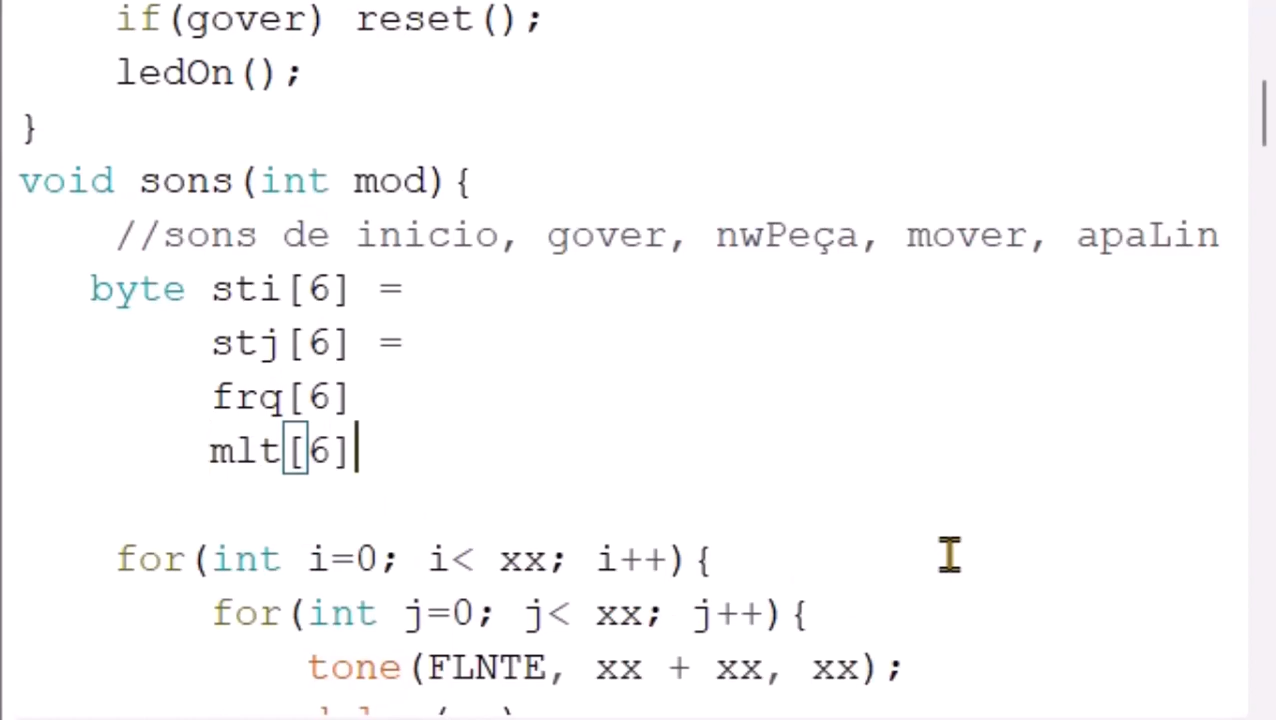 if(gover) reset();
ledOn();
}
void sons(int mod){
//sons de inicio, gover, nwPeça, mover, apaLin
byte sti[6] =
stj[6] =
frq[6]
mlt[6]
for(int i=0; i< xx; i++){
for(int j=0; j< xx; j++){
tone(FLNTE, xx + xx, xx);